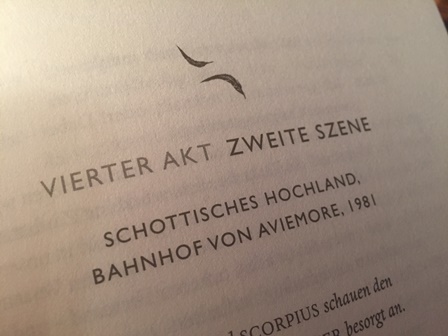 VIERTER AKT ZWEITE SZENE
SCHOTTISCHES HOCHLAND,
BAHNHOF VON AVIEMORE, 1981
SCORPIUS schauen den
besorgt an.